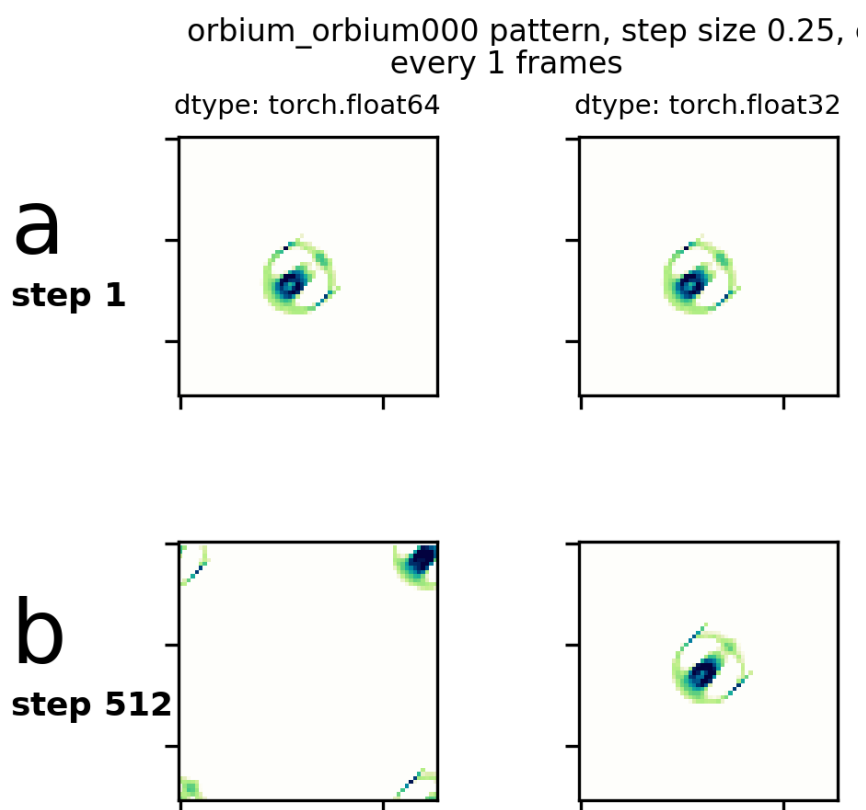 orbium_orbium000 pattern, step size 0.25,
every 1 frames
dtype: torch.float64
dtype: torch.float32
a
step 1
b
step 512